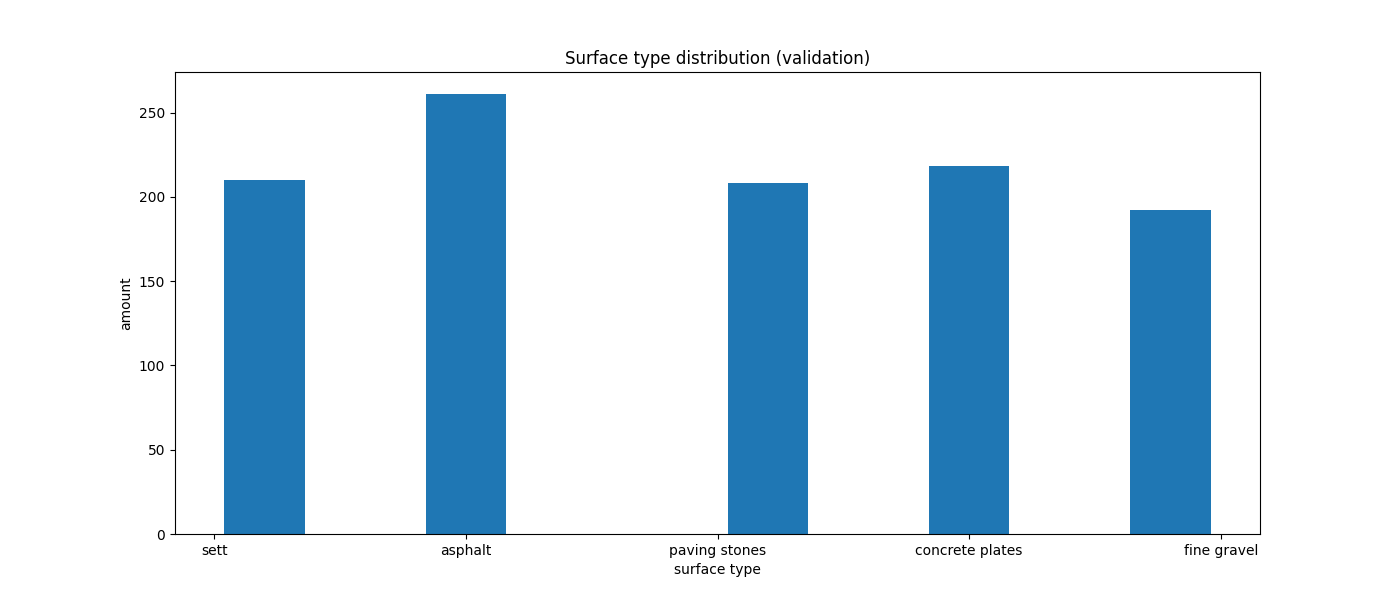 Surface type distribution (validation)
250
200
150
100
50
0
amount
sett asphalt paving stones concrete plates fine gravel
surface type